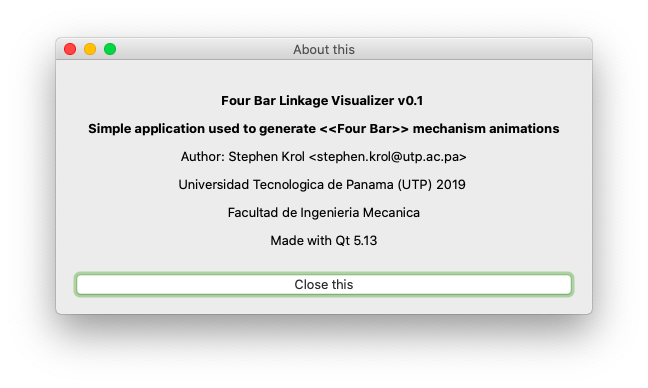 About this
Four Bar Linkage Visualizer v0.1
Simple application used to generate <<Four Bar>> mechanism animations
Author: Stephen Krol <stephen.krol@utp.ac.pa>
Universidad Tecnologica de Panama (UTP) 2019
Facultad de Ingenieria Mecanica
Made with Qt 5.13
Close this